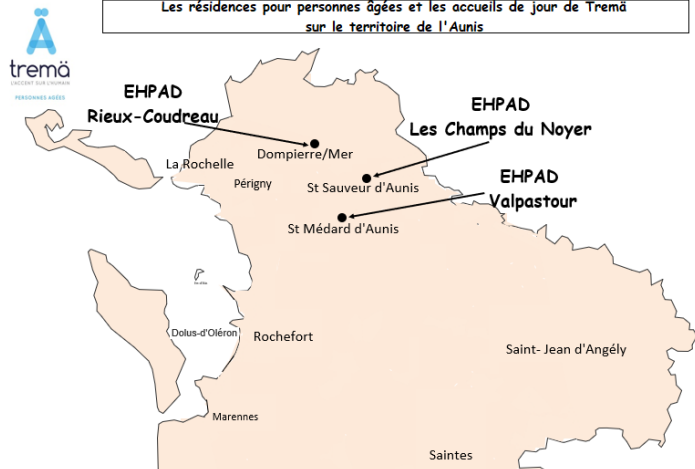 Les résidences pour personnes âgées et les accueils de jour de Tremä
sur le territoire de l'Aunis
tremä
L'ACCENT SUR L'HUMAIN
PERSONNES AGÉES
EHPAD
Rieux-Coudreau
EHPAD
Les Champs du Noyer
Dompierre/Mer
La Rochelle
Périgny
St Sauveur d'Aunis
EHPAD
Valpastour
St Médard d'Aunis
Dolus-d'Oléron
Rochefort
Saint- Jean d'Angély
Marennes
Saintes